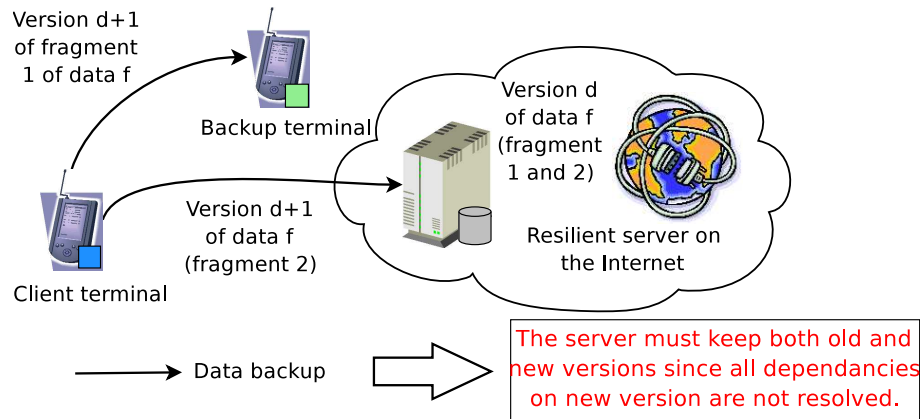 Version d+1
of fragment
1 of data f
Backup terminal
Version d
of data f
(fragment
1 and 2)
Version d+1
of data f
(fragment 2)
Resilient server on
the Internet
Client terminal
Data backup
The server must keep both old and
new versions since all dependancies
on new version are not resolved.